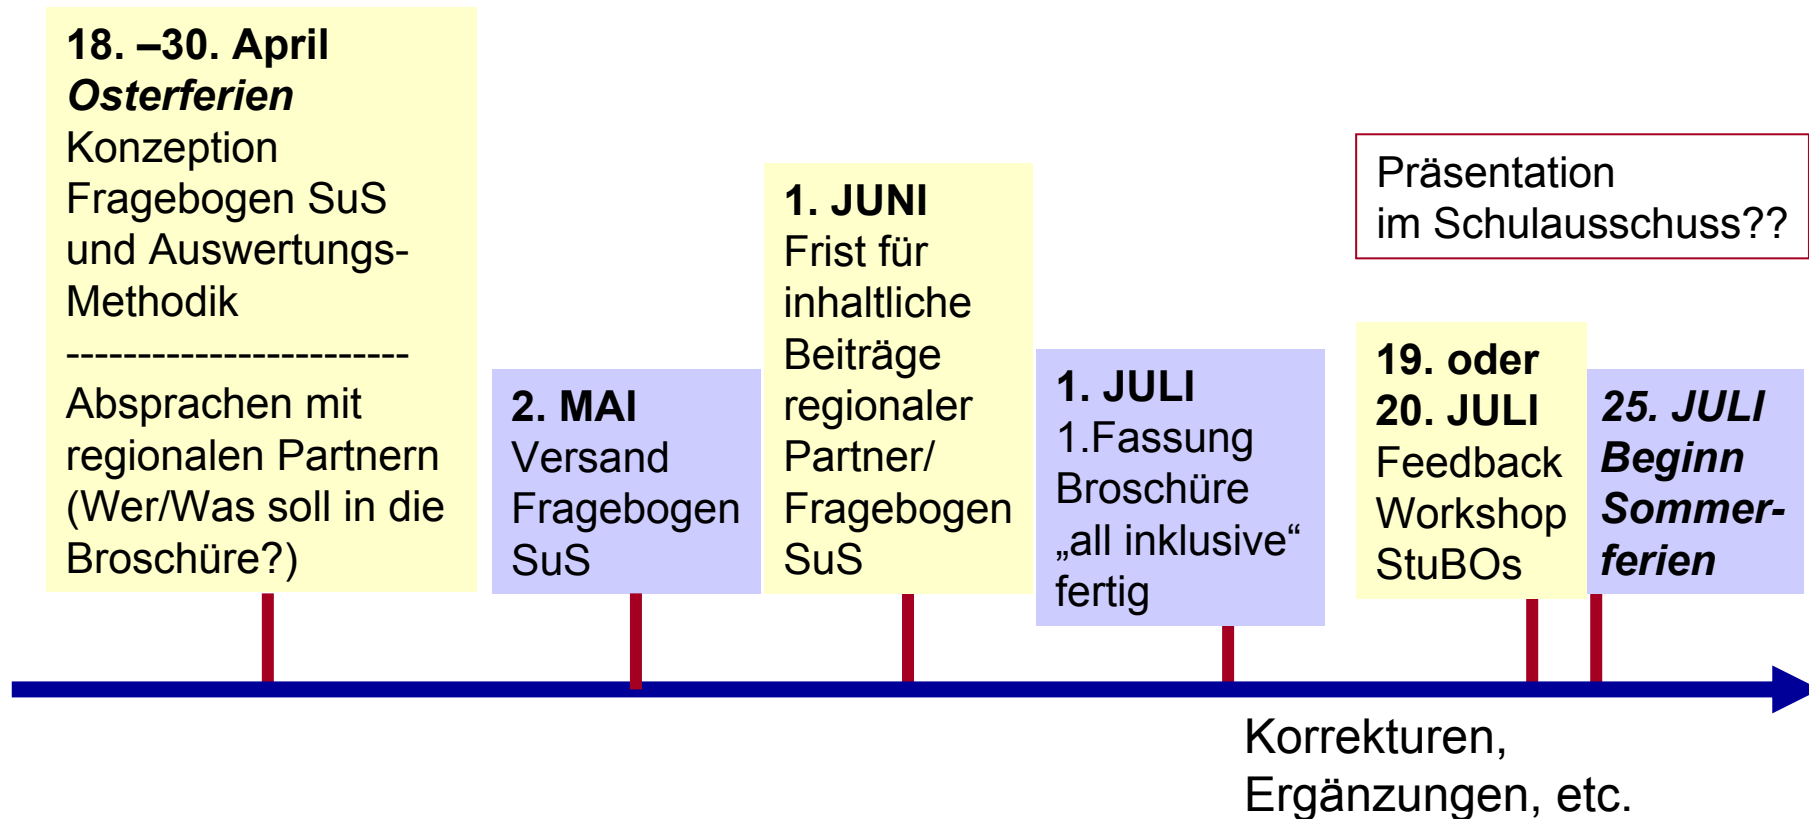 18. –30. April
Osterferien
Konzeption
Fragebogen SuS
und Auswertungs-
Methodik
------------------------
Absprachen mit
regionalen Partnern
(Wer/Was soll in die
Broschüre?)
2. MAI
Versand
Fragebogen
SuS
1. JUNI
Frist für
inhaltliche
Beiträge
regionaler
Partner/
Fragebogen
SuS
1. JULI
1.Fassung
Broschüre
„all inklusive“
fertig
Präsentation
im Schulausschuss??
19. oder
20. JULI
Feedback
Workshop
StuBOs
25. JULI
Beginn
Sommer-
ferien
Korrekturen,
Ergänzungen, etc.